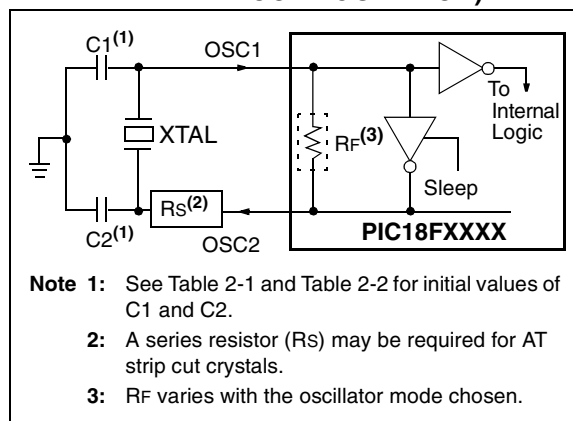 C1(1)
OSC1
To
Internal
Logic
XTAL
RF(3)
Sleep
RS(2)
C2(1)
OSC2
PIC18FXXXX
Note 1: See Table 2-1 and Table 2-2 for initial values of
C1 and C2.
2: A series resistor (RS) may be required for AT
strip cut crystals.
3: RF varies with the oscillator mode chosen.